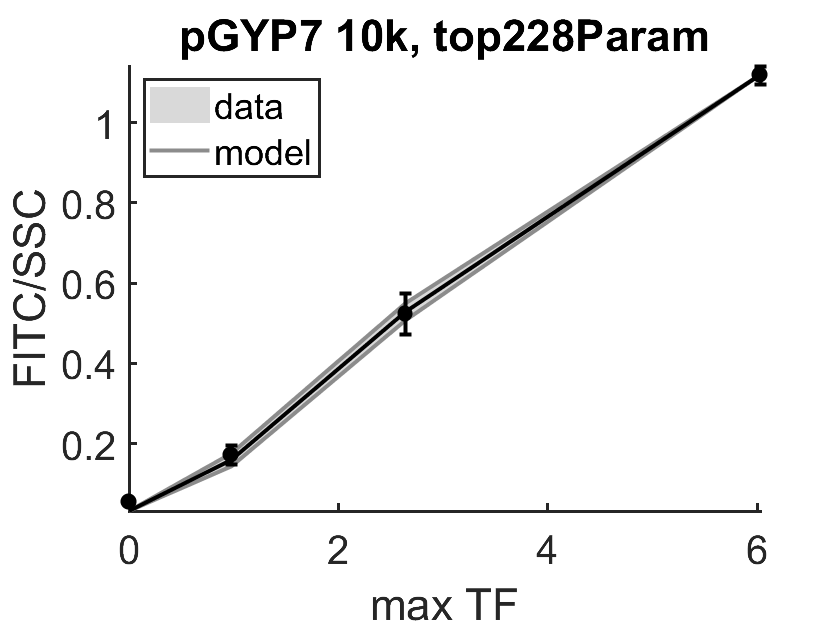 pGYP7 10k, top228Param
data
model
FITC/SSC
1
0.8
0.6
0.4
0.2
0 2 4 6
max TF